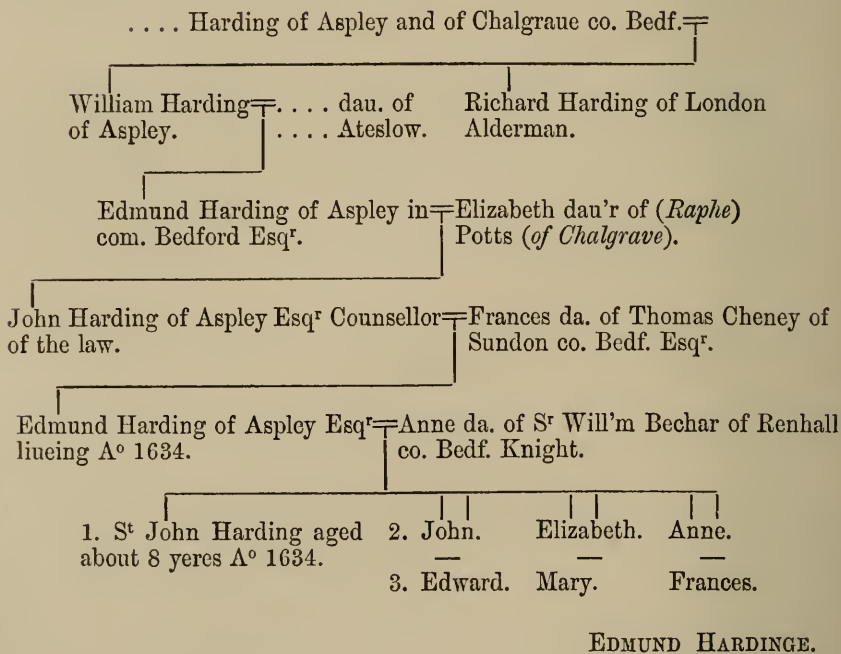 . . . . Harding of Aspley and of Chalgraue co. Bedf.
William Harding . . . . dau. of Richard Harding of London
of Aspley. . . . . Ateslow. Alderman.
Edmund Harding of Aspley in Elizabeth dau'r of (Raphe)
com. Bedford Esqʳ. Potts (of Chalgrave).
John Harding of Aspley Esqʳ Counsellor Frances da. of Thomas Cheney of
of the law. Sundon co. Bedf. Esqʳ.
Edmund Harding of Aspley Esqʳ Anne da. of Sʳ Will'm Bechar of Renhall
liueing Aᵒ 1634. co. Bedf. Knight.
1. Sᵗ John Harding aged 2. John. Elizabeth. Anne.
about 8 yeres Aᵒ 1634. 3. Edward. Mary. Frances.
EDMUND HARDINGE.